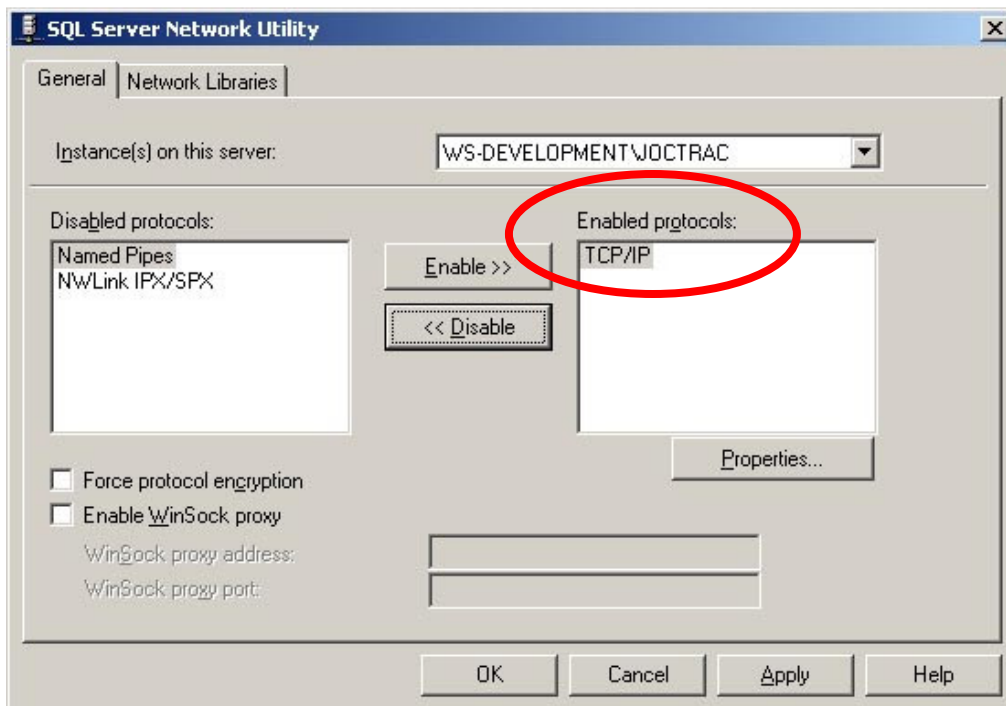 SQL Server Network Utility
General
Network Libraries
Instance(s) on this server:
WS-DEVELOPMENT\JOCTRAC
Disabled protocols:
Enabled protocols:
Named Pipes
NWLink IPX/SPX
Enable >>
<< Disable
TCP/IP
Properties...
Force protocol encryption
Enable WinSock proxy
WinSock proxy address:
WinSock proxy port:
OK
Cancel
Apply
Help